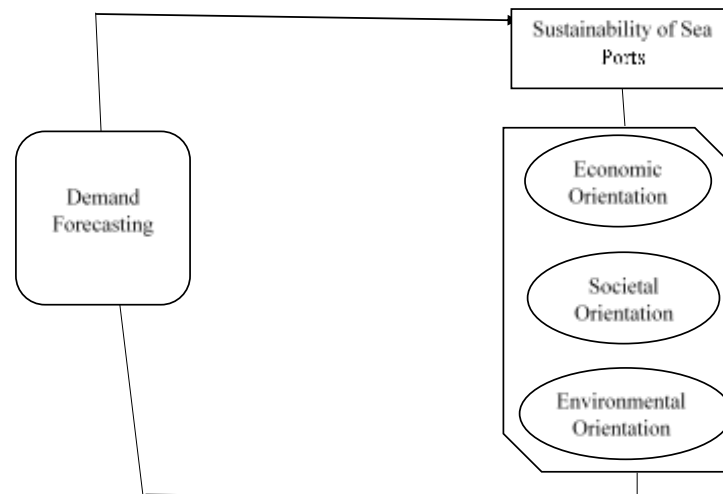 Sustainability of Sea
Ports
Demand
Forecasting
Economic
Orientation
Societal
Orientation
Environmental
Orientation